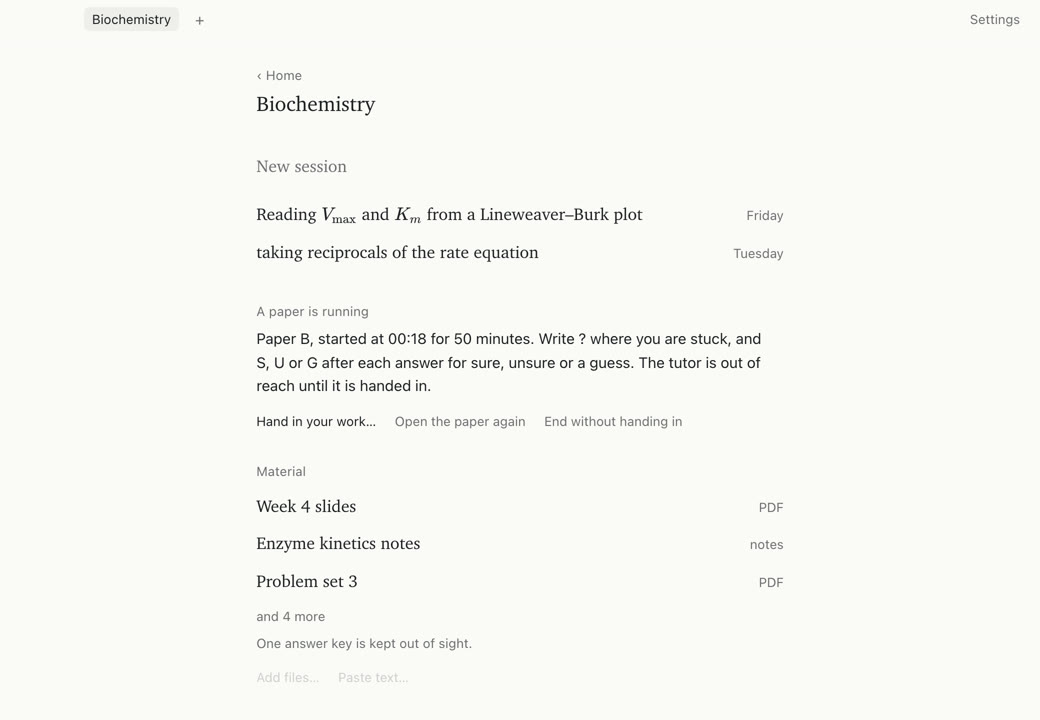 Biochemistry +
Settings
‹ Home
Biochemistry
New session
Reading Vmax and Km from a Lineweaver–Burk plot Friday
taking reciprocals of the rate equation Tuesday
A paper is running
Paper B, started at 00:18 for 50 minutes. Write ? where you are stuck, and
S, U or G after each answer for sure, unsure or a guess. The tutor is out of
reach until it is handed in.
Hand in your work... Open the paper again End without handing in
Material
Week 4 slides PDF
Enzyme kinetics notes notes
Problem set 3 PDF
and 4 more
One answer key is kept out of sight.
Add files... Paste text...